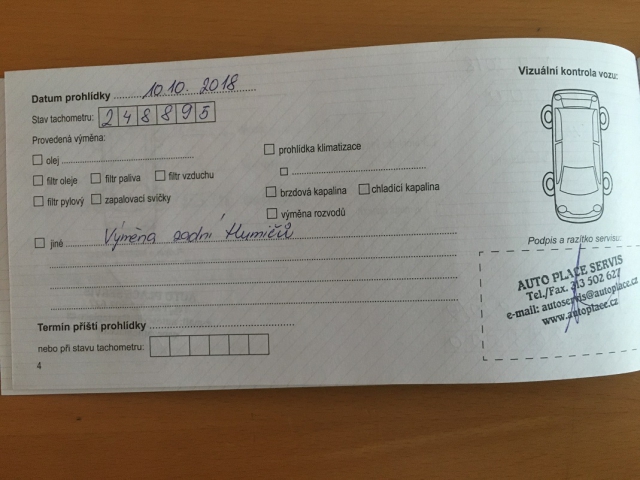 Datum prohlídky 10.10. 2018
Vizuální kontrola vozu:
Stav tachometru: 248895
Provedená výměna:
olej
prohlídka klimatizace
filtr oleje filtr paliva filtr vzduchu
filtr pylový zapalovací svíčky
brzdová kapalina chladící kapalina
výměna rozvodů
jiné Výměna zadní tlumičů
Podpis a razítko servisu:
AUTO PLACE SERVIS
Tel./Fax. 313 502 627
e-mail: autoservis@autoplace.cz
www.autoplace.cz
Termín příští prohlídky
nebo při stavu tachometru:
4